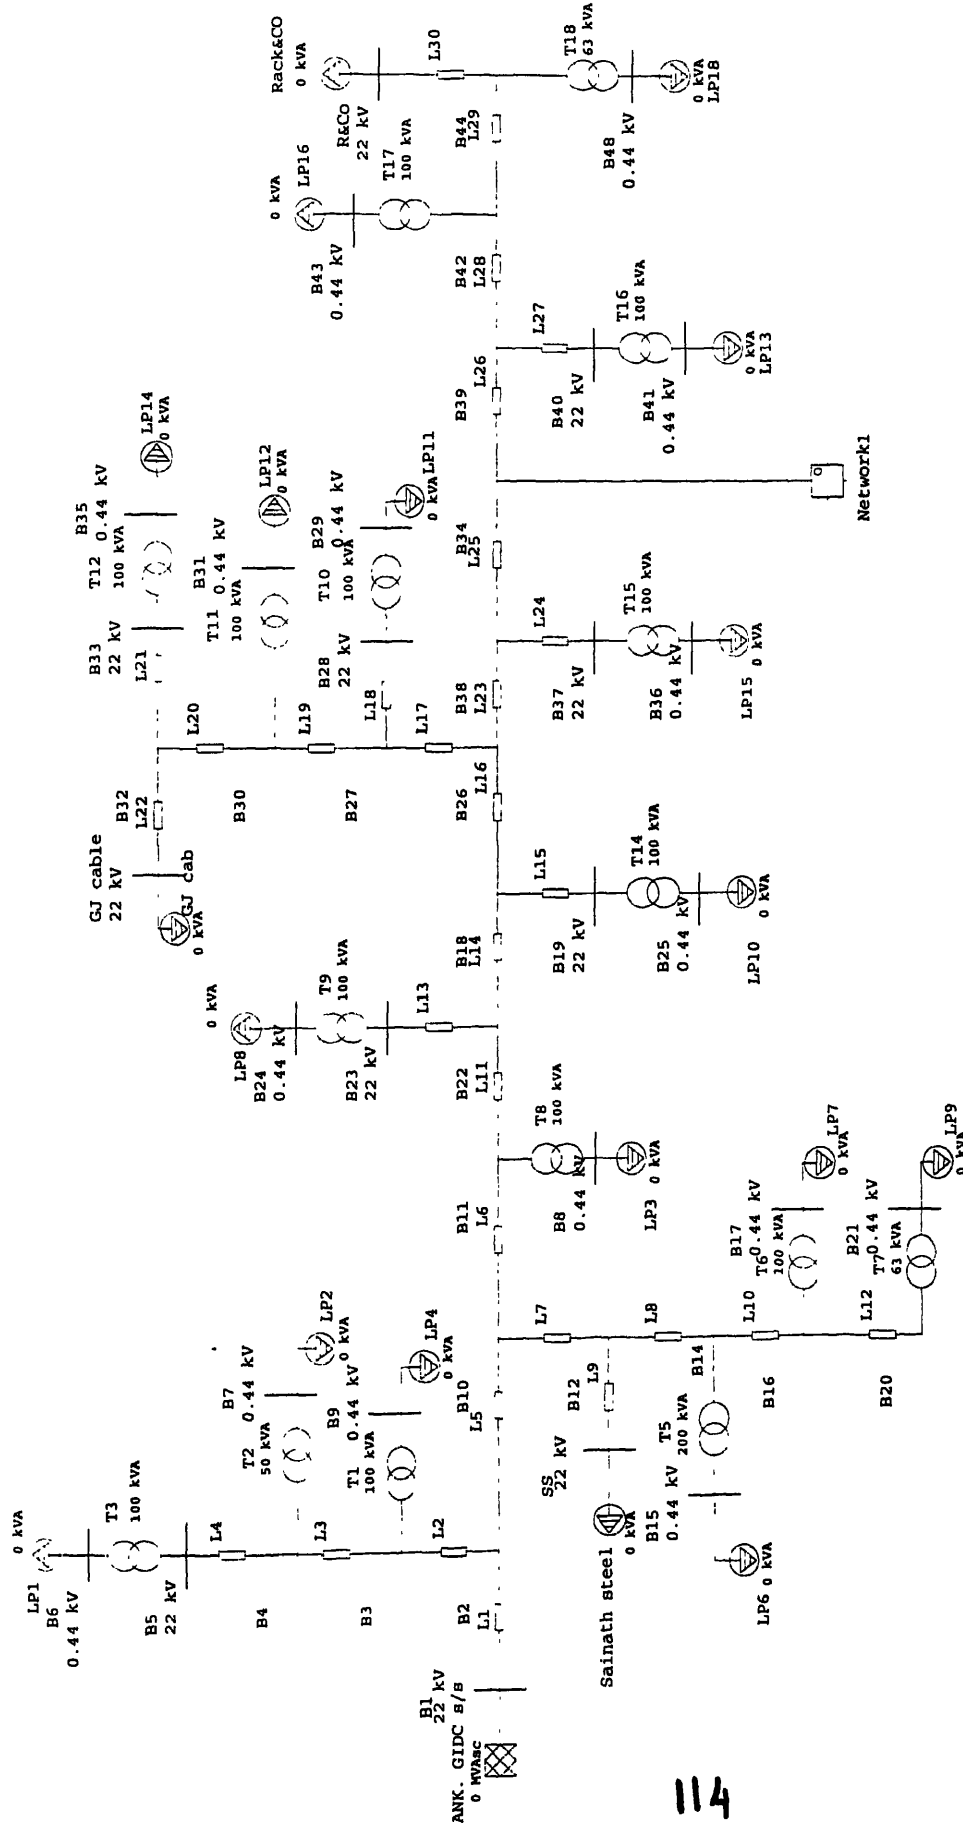 ANK. GIDC s/s
0 MVAsc
B1
22 kV
L1
B2
L2
B3
L3
B4
L4
B5
22 kV
T3
100 kVA
B6
0.44 kV
LP1
0 kVA
T1
100 kVA
B9
0.44 kV
LP4
0 kVA
T2
50 kVA
B7
0.44 kV
LP2
0 kVA
L5
B10
L7
B12
L9
SS
22 kV
Sainath steel
0 kVA
L8
B14
T5
200 kVA
B15
0.44 kV
LP6
0 kVA
L10
B16
T6
100 kVA
B17
0.44 kV
LP7
0 kVA
L12
B20
T7
63 kVA
B21
0.44 kV
LP9
0 kVA
L6
B11
T8
100 kVA
B8
0.44 kV
LP3
0 kVA
L11
B22
L13
B23
22 kV
T9
100 kVA
B24
0.44 kV
LP8
0 kVA
L14
B18
L15
B19
22 kV
T14
100 kVA
B25
0.44 kV
LP10
0 kVA
L16
B26
L17
B27
L18
B28
22 kV
T10
100 kVA
B29
0.44 kV
LP11
0 kVA
L19
B30
T11
100 kVA
B31
0.44 kV
LP12
0 kVA
L20
B32
L22
GJ cable
22 kV
GJ cab
0 kVA
L21
B33
22 kV
T12
100 kVA
B35
0.44 kV
LP14
0 kVA
L23
B38
L24
B37
22 kV
T15
100 kVA
B36
0.44 kV
LP15
0 kVA
L25
B34
Network1
L26
B39
L27
B40
22 kV
T16
100 kVA
B41
0.44 kV
LP13
0 kVA
L28
B42
T17
100 kVA
B43
0.44 kV
LP16
0 kVA
L29
B44
L30
R&Co
22 kV
Rack&CO
0 kVA
T18
63 kVA
B48
0.44 kV
LP18
0 kVA
114